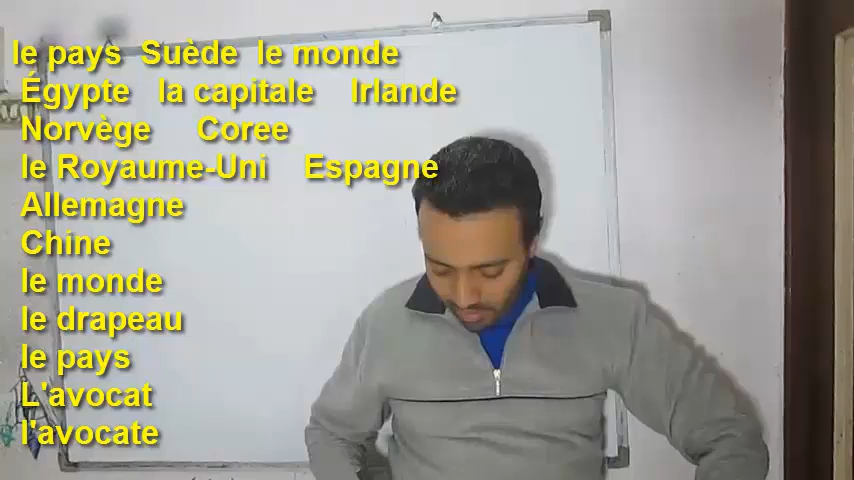 le pays Suède le monde
Égypte la capitale Irlande
Norvège Coree
le Royaume-Uni Espagne
Allemagne
Chine
le monde
le drapeau
le pays
L'avocat
l'avocate